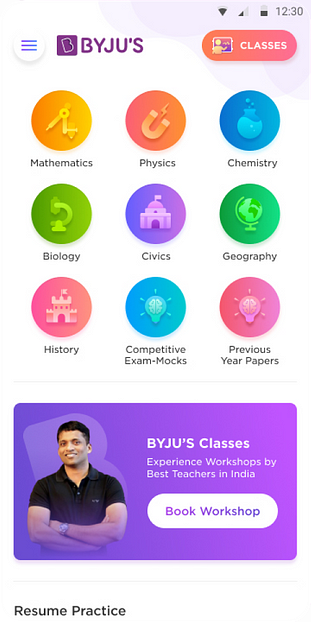 12:30
BYJU'S
CLASSES
Mathematics
Physics
Chemistry
Biology
Civics
Geography
History
Competitive
Exam-Mocks
Previous
Year Papers
BYJU'S Classes
Experience Workshops by
Best Teachers in India
Book Workshop
Resume Practice